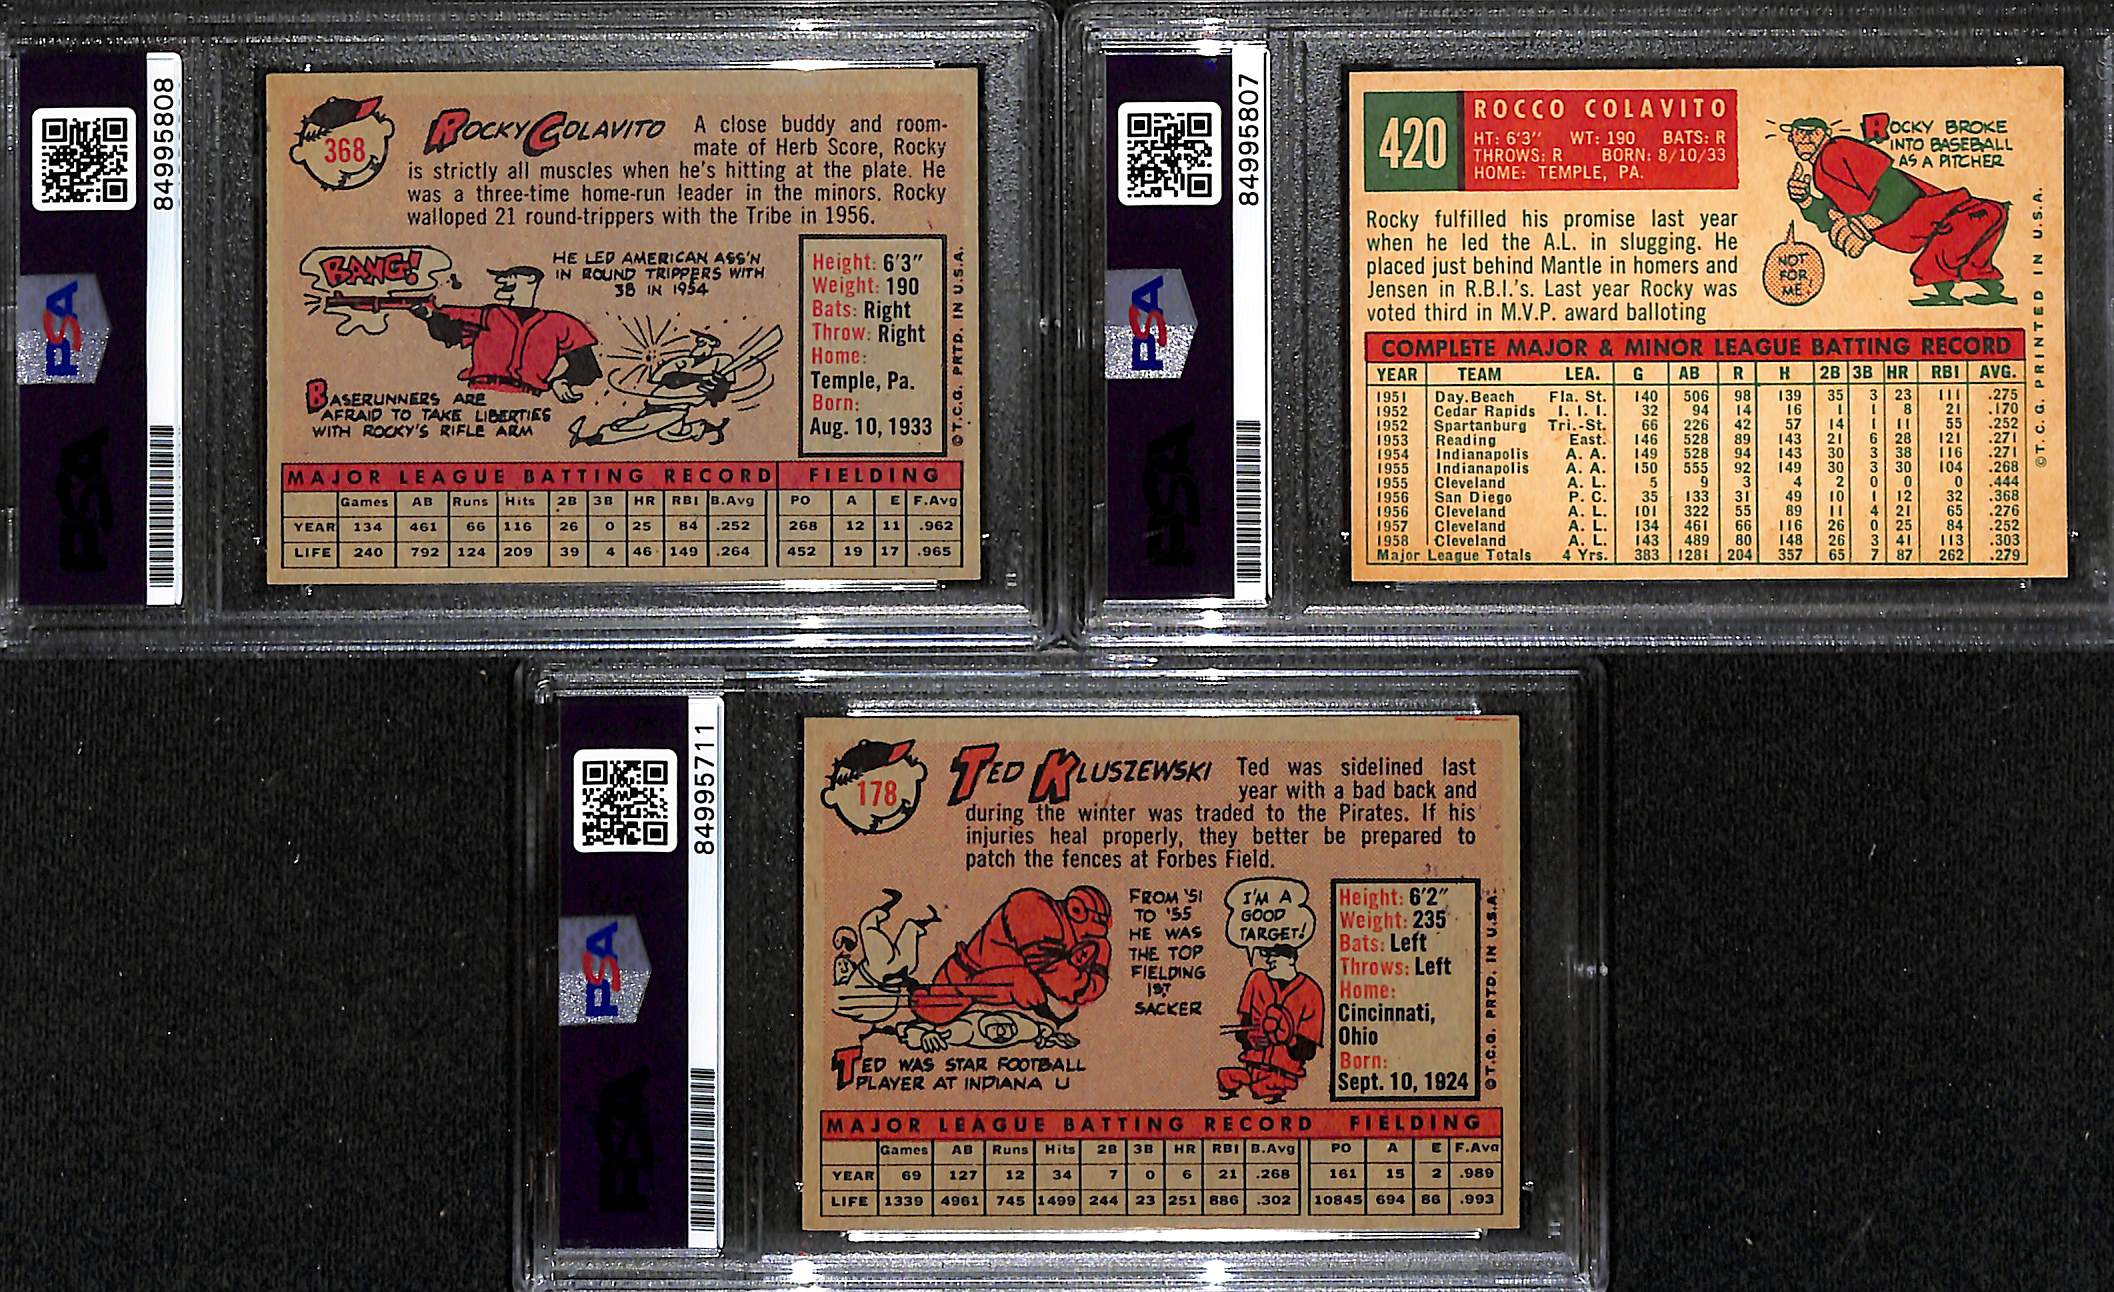 84995808
PSA
PSA
368
ROCKY COLAVITO
A close buddy and room-
mate of Herb Score, Rocky
is strictly all muscles when he's hitting at the plate. He
was a three-time home-run leader in the minors. Rocky
walloped 21 round-trippers with the Tribe in 1956.
BANG!
HE LED AMERICAN ASS'N
IN ROUND TRIPPERS WITH
38 IN 1954
BASERUNNERS ARE
AFRAID TO TAKE LIBERTIES
WITH ROCKY'S RIFLE ARM
Height: 6'3"
Weight: 190
Bats: Right
Throw: Right
Home:
Temple, Pa.
Born:
Aug. 10, 1933
©T.C.G. PRTD. IN U.S.A.
MAJOR LEAGUE BATTING RECORD FIELDING
Games AB Runs Hits 2B 3B HR RBI B.Avg PO A E F.Avg
YEAR 134 461 66 116 26 0 25 84 .252 268 12 11 .962
LIFE 240 792 124 209 39 4 46 149 .264 452 19 17 .965
84995807
PSA
PSA
420
ROCCO COLAVITO
HT: 6'3" WT: 190 BATS: R
THROWS: R BORN: 8/10/33
HOME: TEMPLE, PA.
ROCKY BROKE
INTO BASEBALL
AS A PITCHER
NOT
FOR
ME!
Rocky fulfilled his promise last year
when he led the A.L. in slugging. He
placed just behind Mantle in homers and
Jensen in R.B.I.'s. Last year Rocky was
voted third in M.V.P. award balloting
COMPLETE MAJOR & MINOR LEAGUE BATTING RECORD
YEAR TEAM LEA. G AB R H 2B 3B HR RBI AVG.
1951 Day.Beach Fla. St. 140 506 98 139 35 3 23 111 .275
1952 Cedar Rapids I. I. I. 32 94 14 16 1 1 8 21 .170
1952 Spartanburg Tri.-St. 66 226 42 57 14 1 11 55 .252
1953 Reading East. 146 528 89 143 21 6 28 121 .271
1954 Indianapolis A. A. 149 528 94 143 30 3 38 116 .271
1955 Indianapolis A. A. 150 555 92 149 30 3 30 104 .268
1955 Cleveland A. L. 5 9 3 4 2 0 0 0 .444
1956 San Diego P. C. 35 133 31 49 10 1 12 32 .368
1956 Cleveland A. L. 101 322 55 89 11 4 21 65 .276
1957 Cleveland A. L. 134 461 66 116 26 0 25 84 .252
1958 Cleveland A. L. 143 489 80 148 26 3 41 113 .303
Major League Totals 4 Yrs. 383 1281 204 357 65 7 87 262 .279
©T.C.G. PRINTED IN U.S.A.
84995711
PSA
PSA
178
TED KLUSZEWSKI
Ted was sidelined last
year with a bad back and
during the winter was traded to the Pirates. If his
injuries heal properly, they better be prepared to
patch the fences at Forbes Field.
FROM '51
TO '55
HE WAS
THE TOP
FIELDING
1ST
SACKER
I'M A
GOOD
TARGET!
TED WAS STAR FOOTBALL
PLAYER AT INDIANA U
Height: 6'2"
Weight: 235
Bats: Left
Throws: Left
Home:
Cincinnati,
Ohio
Born:
Sept. 10, 1924
©T.C.G. PRTD. IN U.S.A.
MAJOR LEAGUE BATTING RECORD FIELDING
Games AB Runs Hits 2B 3B HR RBI B.Avg PO A E F.Avg
YEAR 69 127 12 34 7 0 6 21 .268 161 15 2 .989
LIFE 1339 4961 745 1499 244 23 251 886 .302 10845 694 86 .993